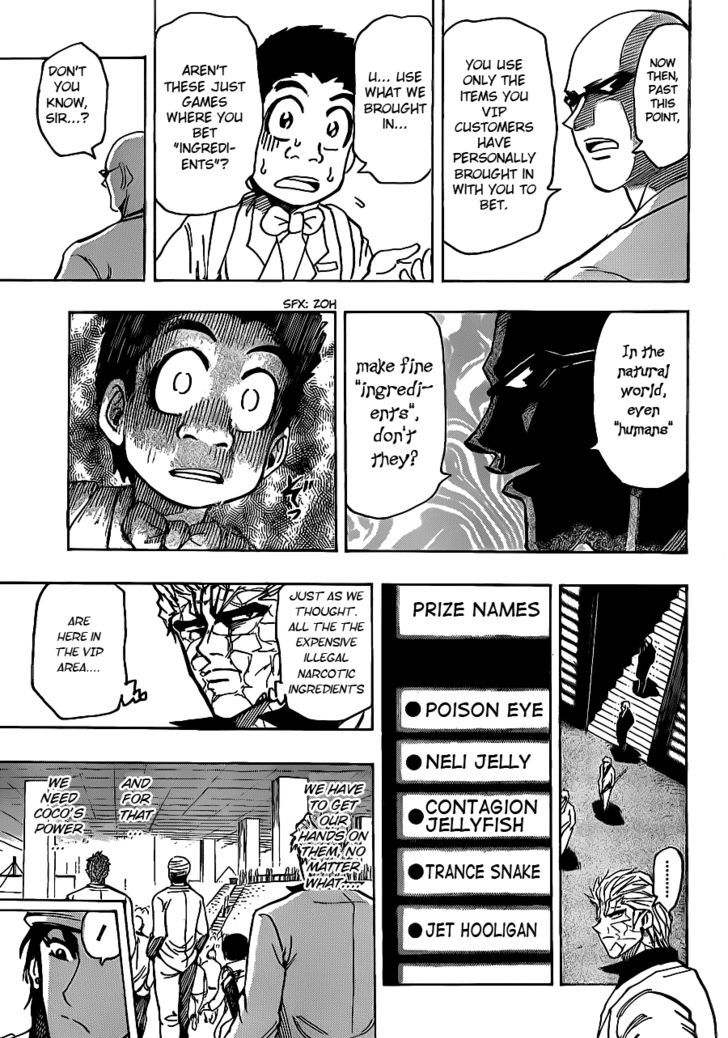 NOW
THEN,
PAST
THIS
POINT,
YOU USE
ONLY THE
ITEMS YOU
VIP
CUSTOMERS
HAVE
PERSONALLY
BROUGHT IN
WITH YOU TO
BET.
U... USE
WHAT WE
BROUGHT
IN...
AREN'T
THESE JUST
GAMES
WHERE YOU
BET
"INGREDI-
ENTS"?
DON'T
YOU
KNOW,
SIR...?
In the
natural
world,
even
"humans"
make fine
"ingredi-
ents",
don't
they?
SFX: ZOH
ぞっ
........
PRIZE NAMES
● POISON EYE
● NELI JELLY
● CONTAGION
JELLYFISH
● TRANCE SNAKE
● JET HOOLIGAN
JUST AS WE
THOUGHT.
ALL THE THE
EXPENSIVE
ILLEGAL
NARCOTIC
INGREDIENTS
ARE
HERE IN
THE VIP
AREA....
WE HAVE
TO GET
OUR
HANDS ON
THEM, NO
MATTER
WHAT....
AND
FOR
THAT
...
WE
NEED
COCO'S
POWER
...